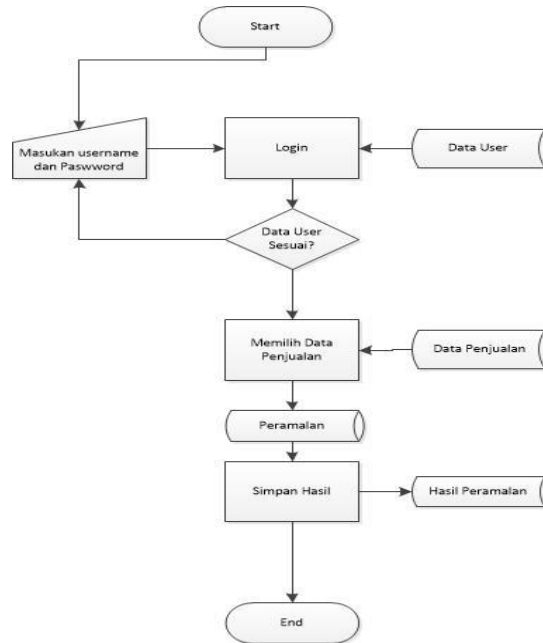 Start
Masukan username
dan Paswword
Login
Data User
Data User
Sesuai?
Memilih Data
Penjualan
Data Penjualan
Peramalan
Simpan Hasil
Hasil Peramalan
End